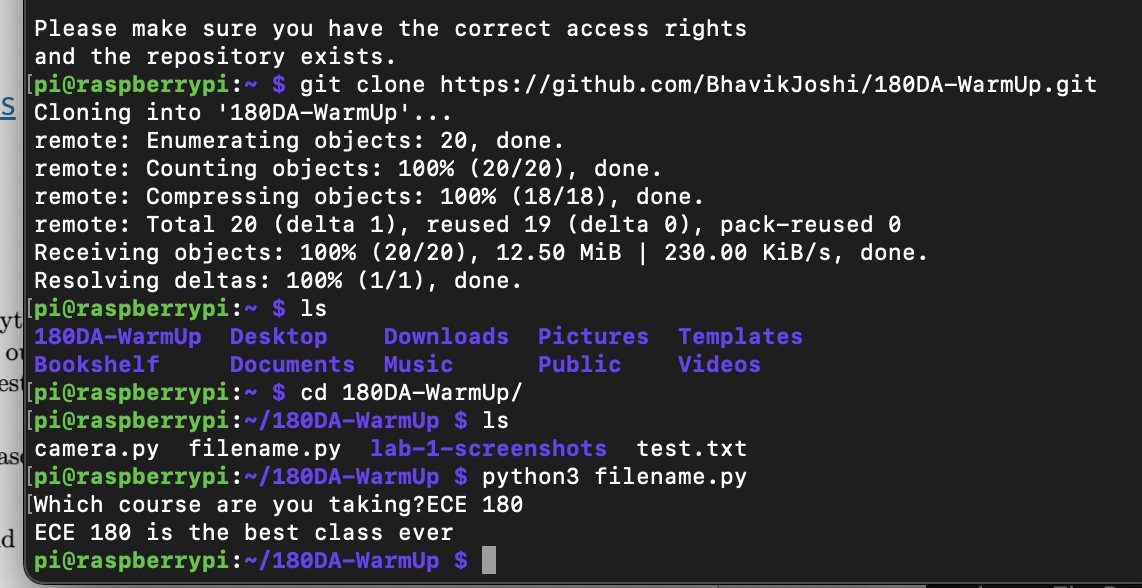 Please make sure you have the correct access rights
and the repository exists.
[pi@raspberrypi:~ $ git clone https://github.com/BhavikJoshi/180DA-WarmUp.git
Cloning into '180DA-WarmUp'...
remote: Enumerating objects: 20, done.
remote: Counting objects: 100% (20/20), done.
remote: Compressing objects: 100% (18/18), done.
remote: Total 20 (delta 1), reused 19 (delta 0), pack-reused 0
Receiving objects: 100% (20/20), 12.50 MiB | 230.00 KiB/s, done.
Resolving deltas: 100% (1/1), done.
[pi@raspberrypi:~ $ ls
180DA-WarmUp Desktop Downloads Pictures Templates
Bookshelf Documents Music Public Videos
[pi@raspberrypi:~ $ cd 180DA-WarmUp/
[pi@raspberrypi:~/180DA-WarmUp $ ls
camera.py filename.py lab-1-screenshots test.txt
[pi@raspberrypi:~/180DA-WarmUp $ python3 filename.py
[Which course are you taking?ECE 180
ECE 180 is the best class ever
pi@raspberrypi:~/180DA-WarmUp $